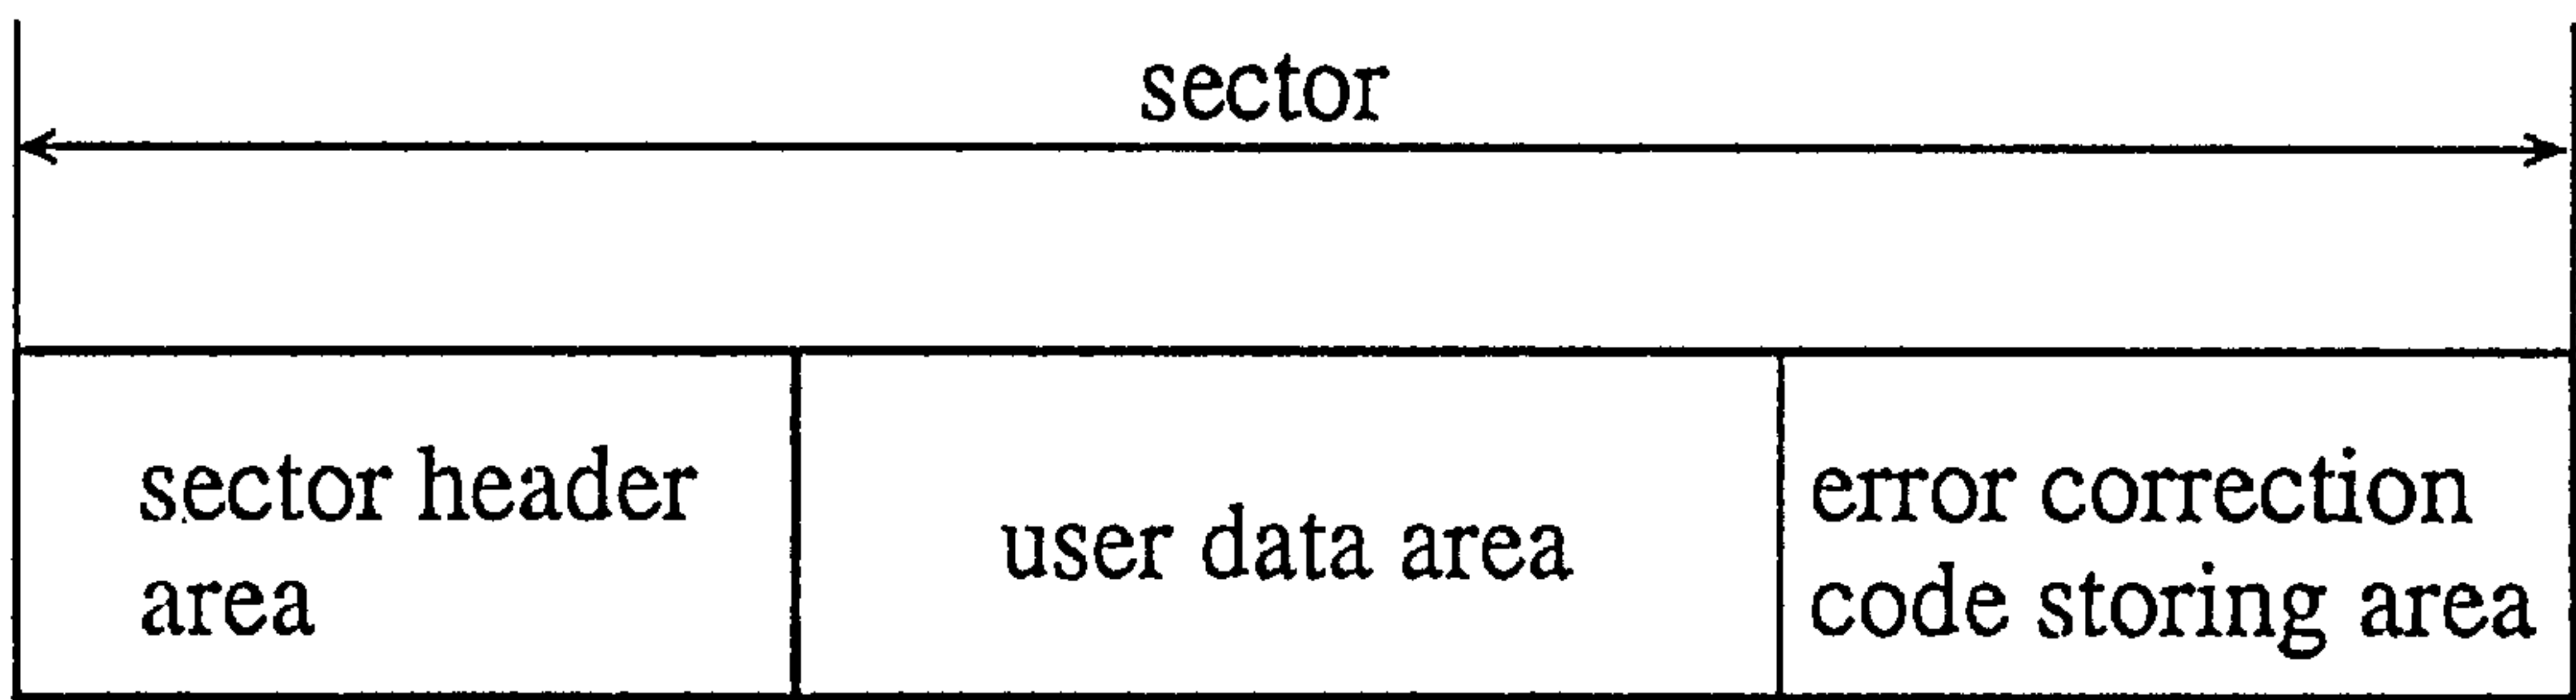 sector
sector header
area
user data area
error correction
code storing area